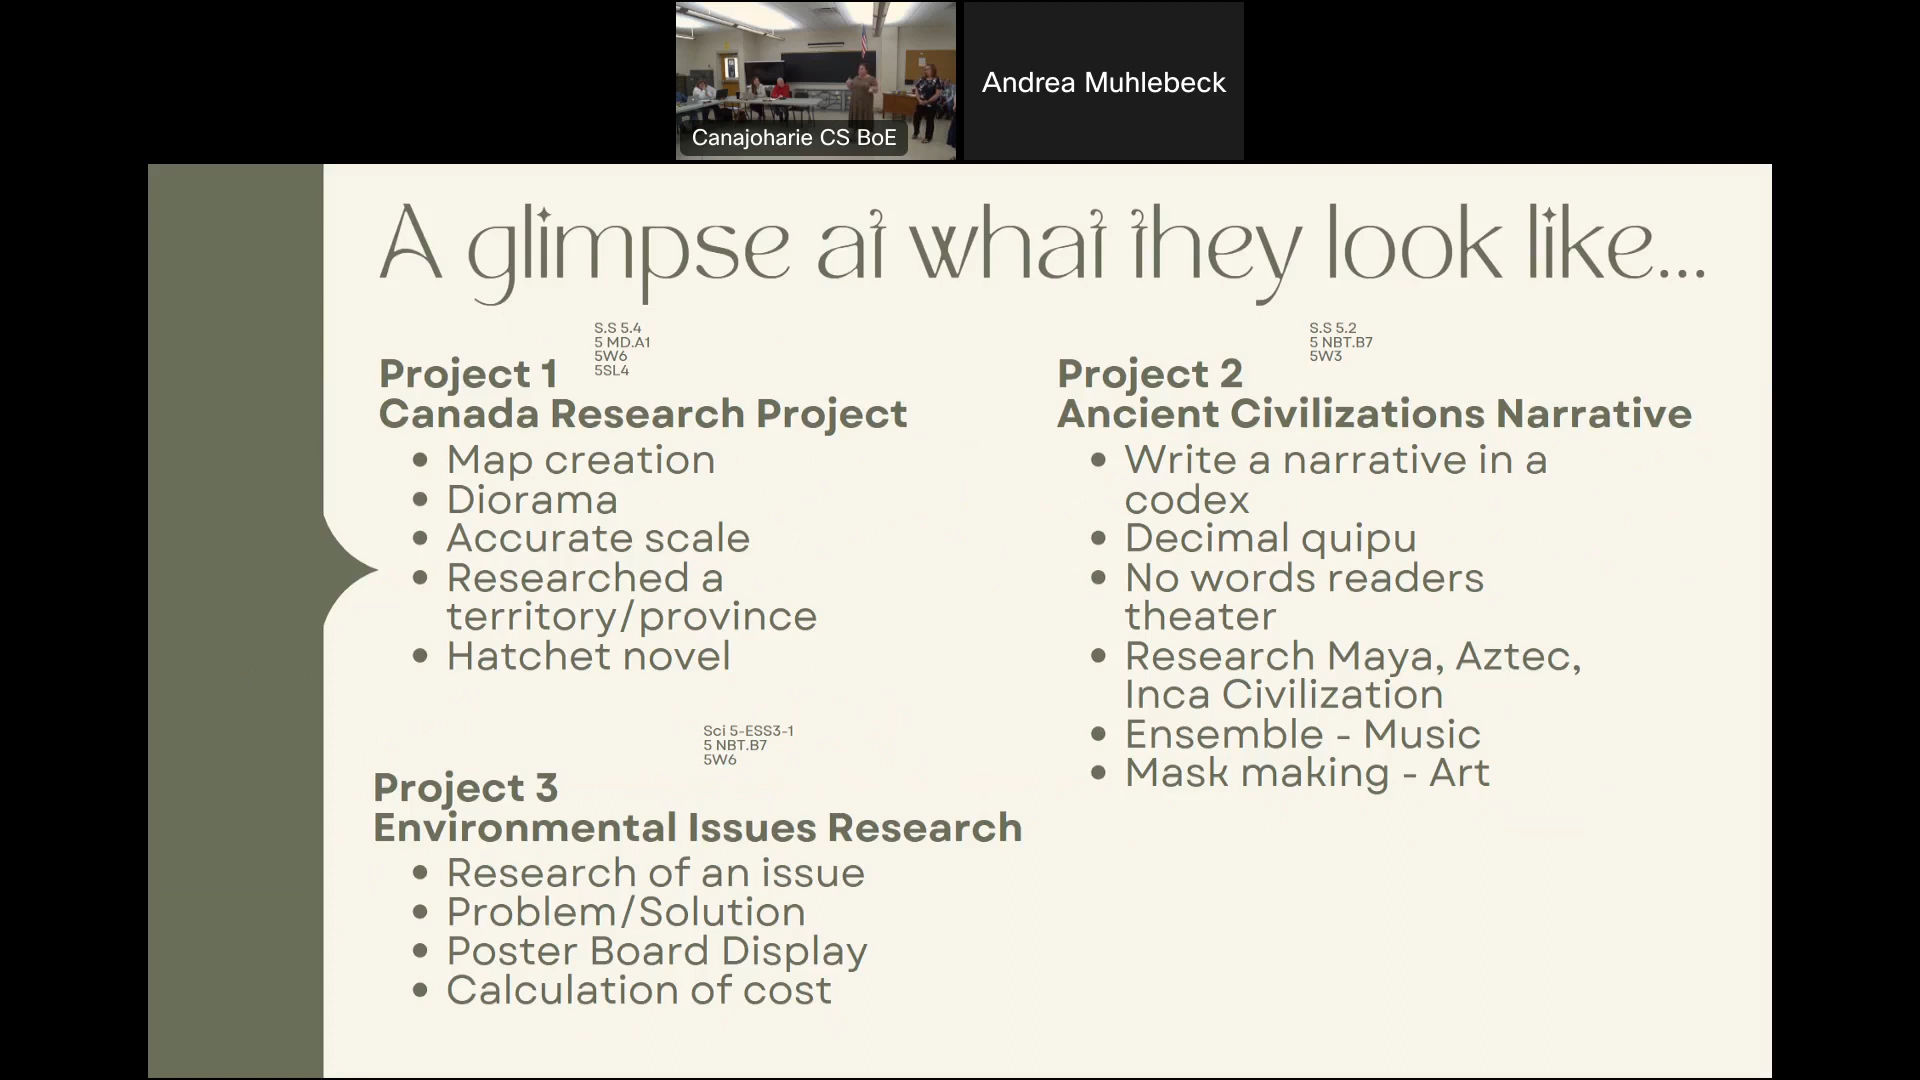 Canajoharie CS BoE
Andrea Muhlebeck
A glimpse at what they look like...
S.S 5.4
5 MD.A1
5W6
5SL4
Project 1
Canada Research Project
• Map creation
• Diorama
• Accurate scale
• Researched a
territory/province
• Hatchet novel
S.S 5.2
5 NBT.B7
5W3
Project 2
Ancient Civilizations Narrative
• Write a narrative in a
codex
• Decimal quipu
• No words readers
theater
• Research Maya, Aztec,
Inca Civilization
• Ensemble - Music
• Mask making - Art
Sci 5-ESS3-1
5 NBT.B7
5W6
Project 3
Environmental Issues Research
• Research of an issue
• Problem/Solution
• Poster Board Display
• Calculation of cost